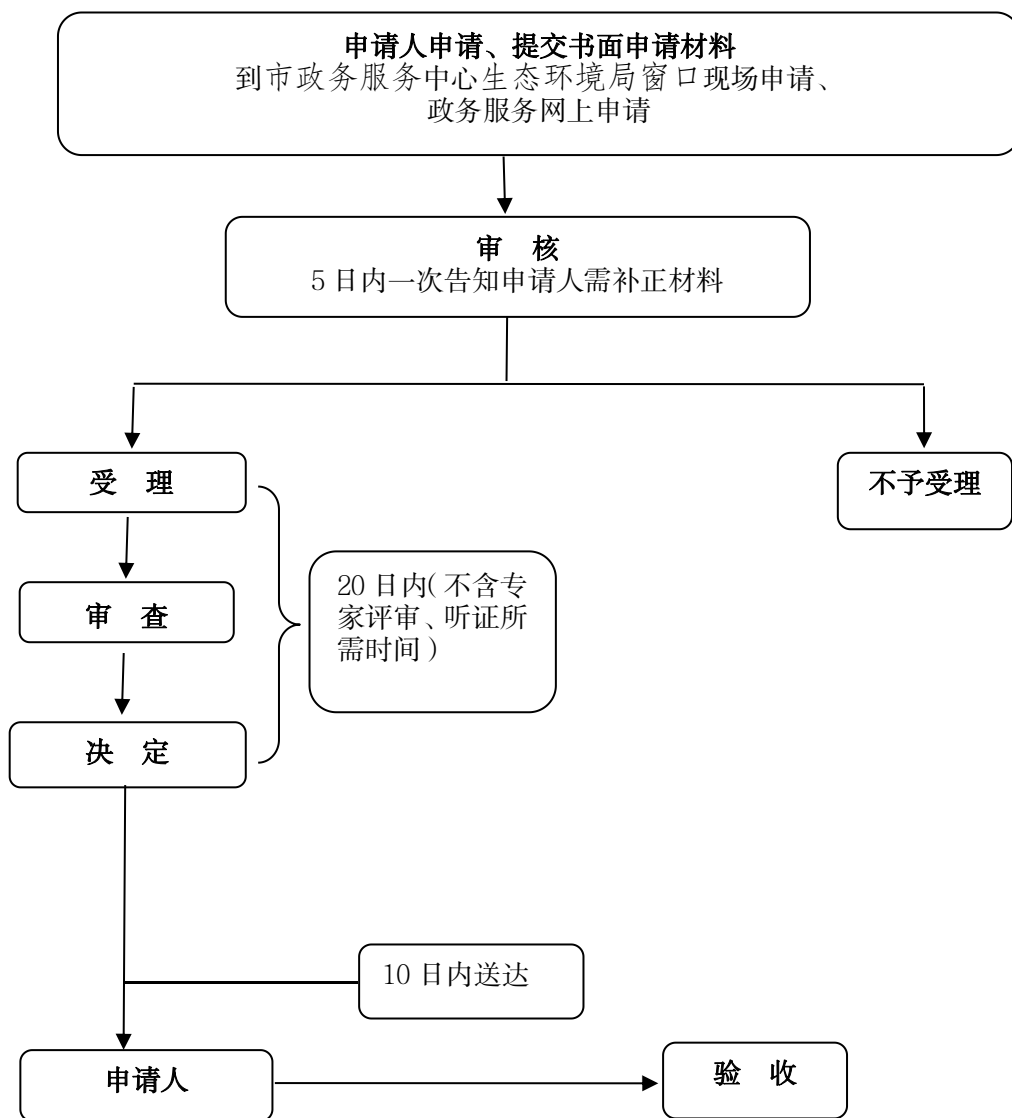 申请人申请、提交书面申请材料
到市政务服务中心生态环境局窗口现场申请、
政务服务网上申请
审 核
5 日内一次告知申请人需补正材料
受 理
不予受理
审 查
20 日内(不含专
家评审、听证所
需时间)
决 定
10 日内送达
申请人
验 收